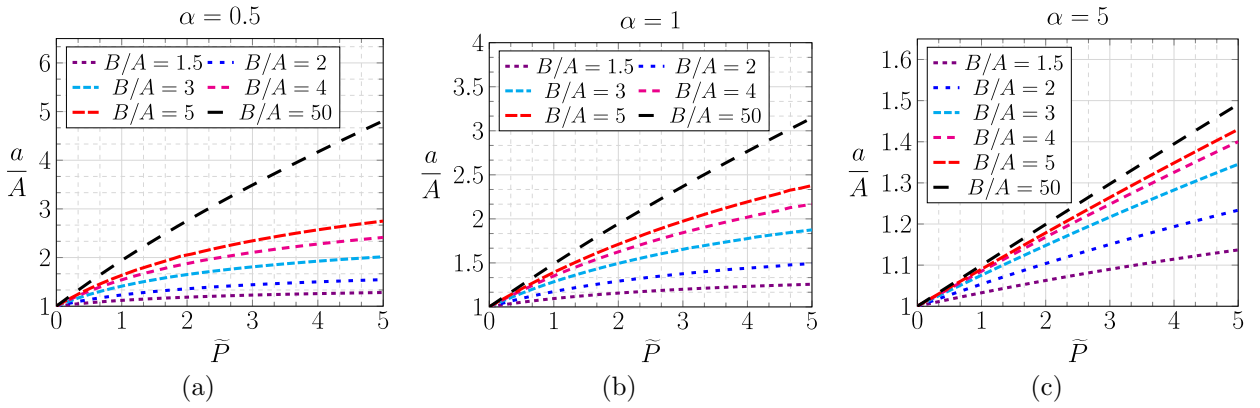 α = 0.5
a/A
6
5
4
3
2
1
0 1 2 3 4 5
P̃
B/A = 1.5 B/A = 2
B/A = 3 B/A = 4
B/A = 5 B/A = 50
(a)
α = 1
a/A
4
3.5
3
2.5
2
1.5
1
0 1 2 3 4 5
P̃
B/A = 1.5 B/A = 2
B/A = 3 B/A = 4
B/A = 5 B/A = 50
(b)
α = 5
a/A
1.6
1.5
1.4
1.3
1.2
1.1
1
0 1 2 3 4 5
P̃
B/A = 1.5
B/A = 2
B/A = 3
B/A = 4
B/A = 5
B/A = 50
(c)